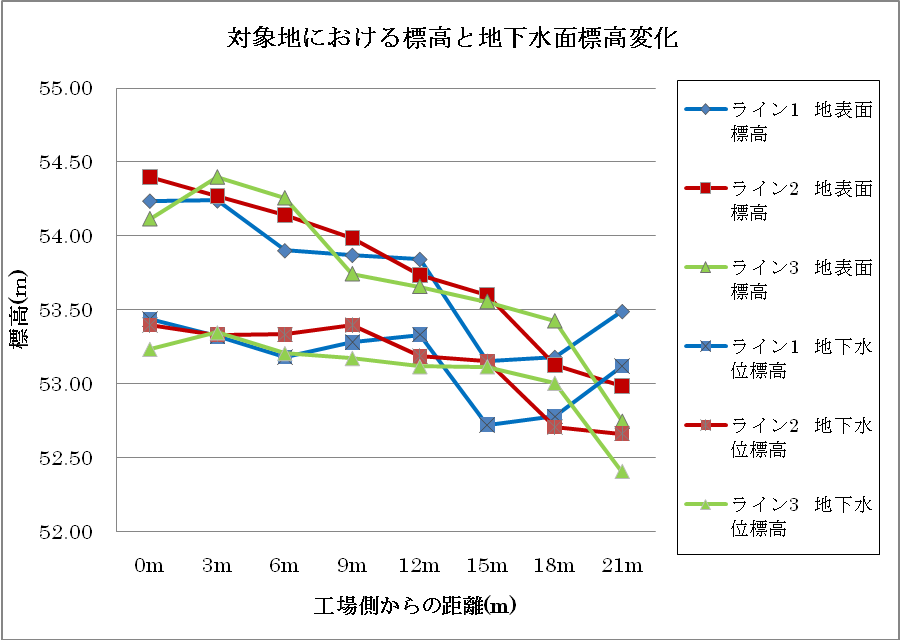 対象地における標高と地下水面標高変化
標高(m)
55.00
54.50
54.00
53.50
53.00
52.50
52.00
0m 3m 6m 9m 12m 15m 18m 21m
工場側からの距離(m)
ライン1 地表面
標高
ライン2 地表面
標高
ライン3 地表面
標高
ライン1 地下水
位標高
ライン2 地下水
位標高
ライン3 地下水
位標高